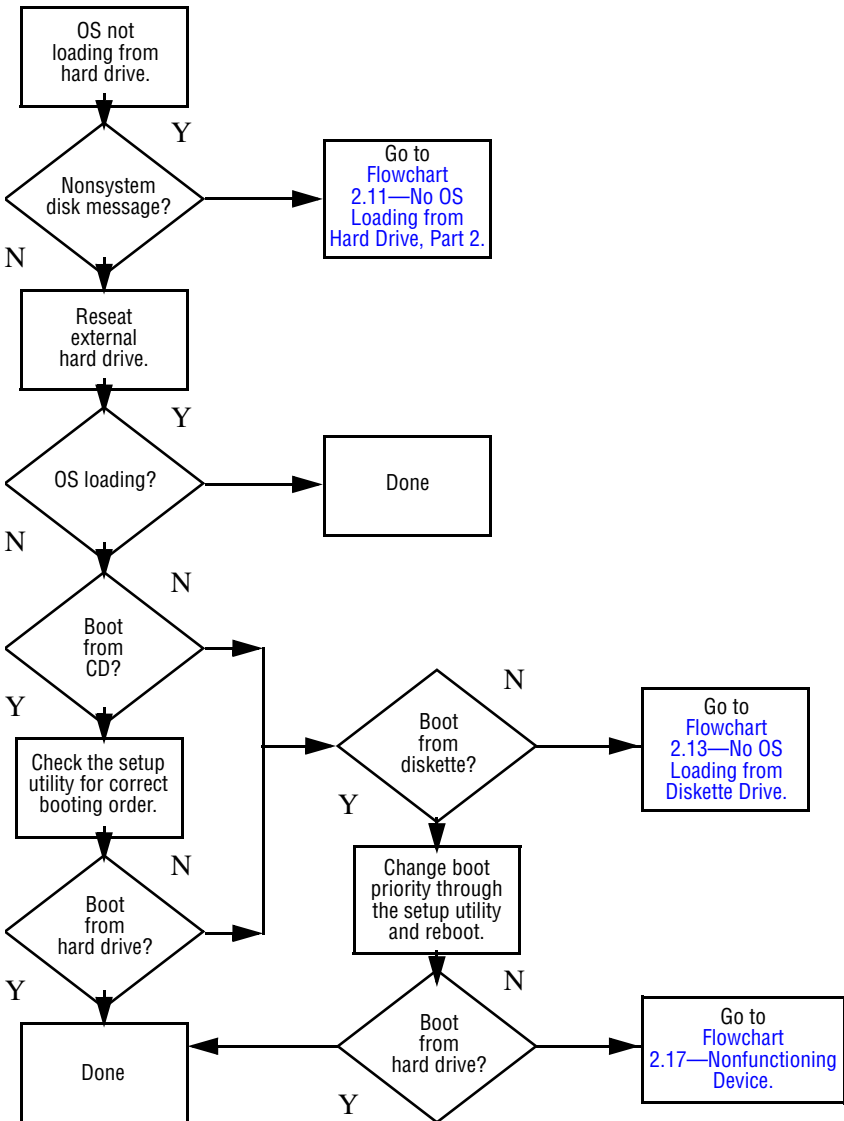 OS not
loading from
hard drive.
Y
Nonsystem
disk message?
Go to
Flowchart
2.11—No OS
Loading from
Hard Drive, Part 2.
N
Reseat
external
hard drive.
Y
OS loading?
Done
N
N
Boot
from
CD?
Y
N
Boot
from
diskette?
Go to
Flowchart
2.13—No OS
Loading from
Diskette Drive.
Check the setup
utility for correct
booting order.
Y
N
Change boot
priority through
the setup utility
and reboot.
Boot
from
hard drive?
Y
N
Done
Boot
from
hard drive?
Go to
Flowchart
2.17—Nonfunctioning
Device.
Y